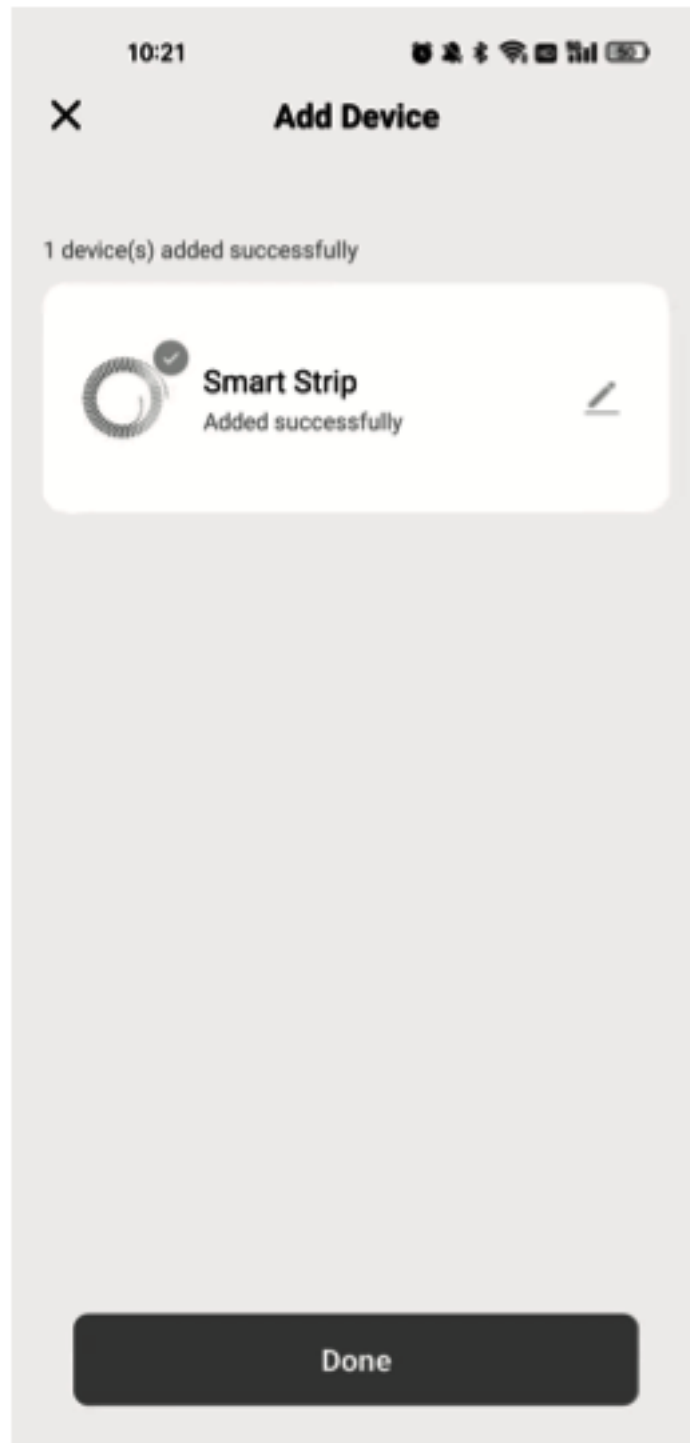 10:21
Add Device
1 device(s) added successfully
Smart Strip
Added successfully
Done